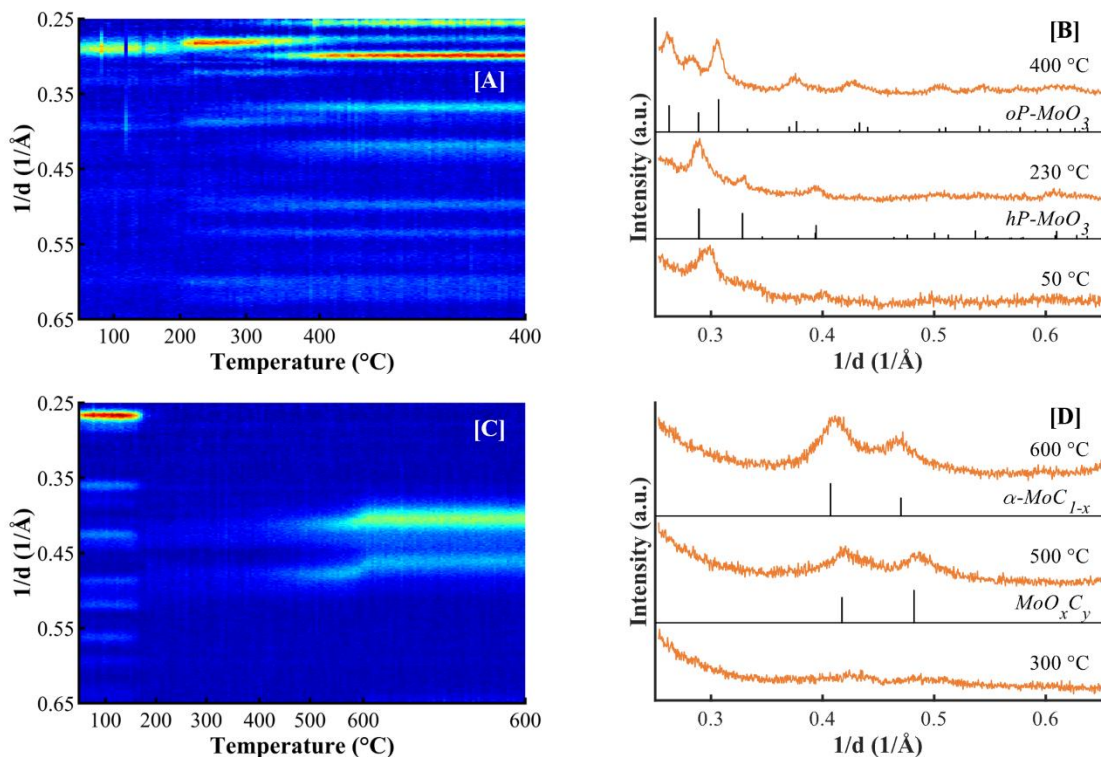 [A]
0.25
0.35
0.45
0.55
0.65
1/d (1/Å)
100 200 300 400 400
Temperature (°C)
[B]
400 °C
oP-MoO3
230 °C
hP-MoO3
50 °C
Intensity (a.u.)
0.3 0.4 0.5 0.6
1/d (1/Å)
[C]
0.25
0.35
0.45
0.55
0.65
1/d (1/Å)
100 200 300 400 500 600 600
Temperature (°C)
[D]
600 °C
α-MoC1-x
500 °C
MoOxCy
300 °C
Intensity (a.u.)
0.3 0.4 0.5 0.6
1/d (1/Å)